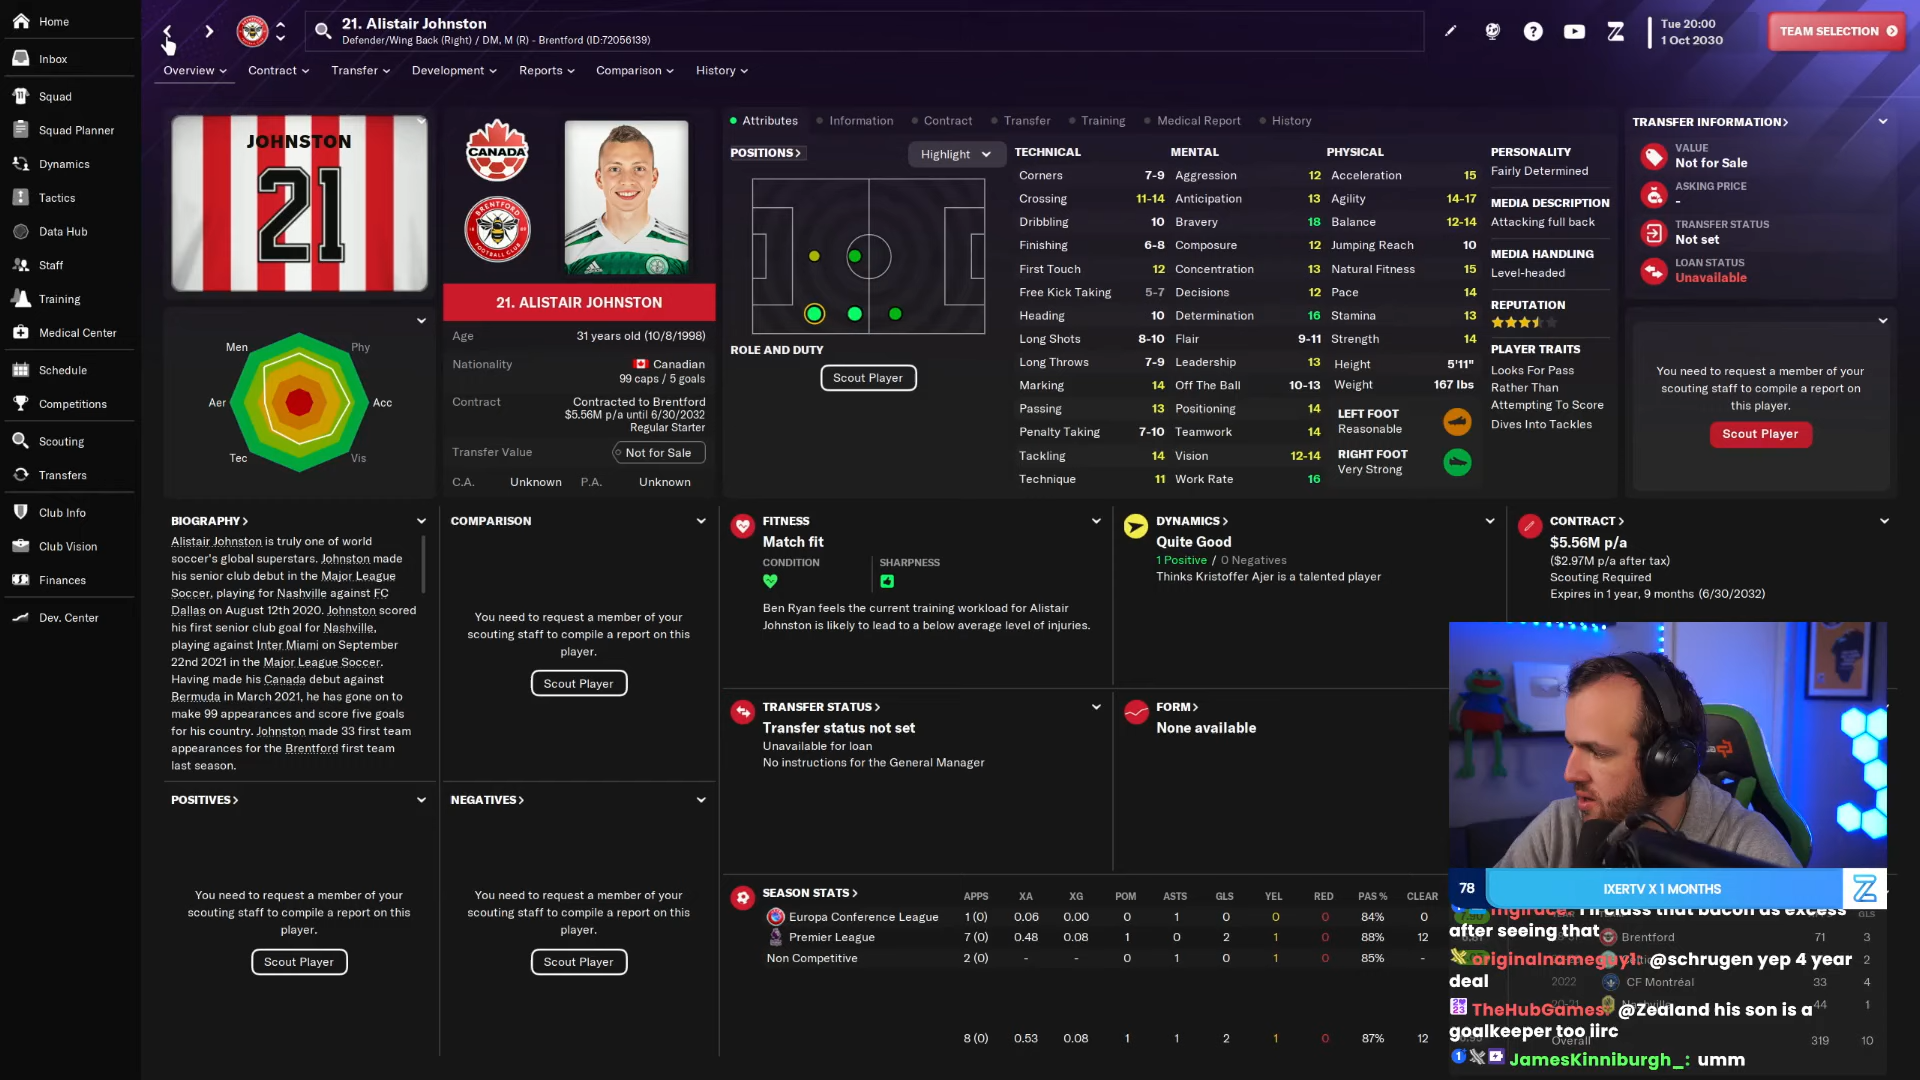 Home
Inbox
Squad
Squad Planner
Dynamics
Tactics
Data Hub
Staff
Training
Medical Center
Schedule
Competitions
Scouting
Transfers
Club Info
Club Vision
Finances
Dev. Center
21. Alistair Johnston
Defender/Wing Back (Right) / DM, M (R) - Brentford (ID:72056139)
Tue 20:00
1 Oct 2030
TEAM SELECTION
Overview Contract Transfer Development Reports Comparison History
JOHNSTON
21
Men Phy
Aer Acc
Tec Vis
CANADA
BRENTFORD
FOOTBALL CLUB
21. ALISTAIR JOHNSTON
Age 31 years old (10/8/1998)
Nationality Canadian
99 caps / 5 goals
Contract Contracted to Brentford
$5.56M p/a until 6/30/2032
Regular Starter
Transfer Value Not for Sale
C.A. Unknown P.A. Unknown
Attributes Information Contract Transfer Training Medical Report History
POSITIONS>
Highlight
ROLE AND DUTY
Scout Player
TECHNICAL MENTAL PHYSICAL
Corners 7-9 Aggression 12 Acceleration 15
Crossing 11-14 Anticipation 13 Agility 14-17
Dribbling 10 Bravery 18 Balance 12-14
Finishing 6-8 Composure 12 Jumping Reach 10
First Touch 12 Concentration 13 Natural Fitness 15
Free Kick Taking 5-7 Decisions 12 Pace 14
Heading 10 Determination 16 Stamina 13
Long Shots 8-10 Flair 9-11 Strength 14
Long Throws 7-9 Leadership 13 Height 5'11"
Marking 14 Off The Ball 10-13 Weight 167 lbs
Passing 13 Positioning 14
Penalty Taking 7-10 Teamwork 14
Tackling 14 Vision 12-14
Technique 11 Work Rate 16
LEFT FOOT
Reasonable
RIGHT FOOT
Very Strong
PERSONALITY
Fairly Determined
MEDIA DESCRIPTION
Attacking full back
MEDIA HANDLING
Level-headed
REPUTATION
PLAYER TRAITS
Looks For Pass
Rather Than
Attempting To Score
Dives Into Tackles
TRANSFER INFORMATION>
VALUE
Not for Sale
ASKING PRICE
-
TRANSFER STATUS
Not set
LOAN STATUS
Unavailable
You need to request a member of your
scouting staff to compile a report on
this player.
Scout Player
BIOGRAPHY>
Alistair Johnston is truly one of world
soccer's global superstars. Johnston made
his senior club debut in the Major League
Soccer, playing for Nashville against FC
Dallas on August 12th 2020. Johnston scored
his first senior club goal for Nashville,
playing against Inter Miami on September
22nd 2021 in the Major League Soccer.
Having made his Canada debut against
Bermuda in March 2021, he has gone on to
make 99 appearances and score five goals
for his country. Johnston made 33 first team
appearances for the Brentford first team
last season.
COMPARISON
You need to request a member of your
scouting staff to compile a report on this
player.
Scout Player
FITNESS
Match fit
CONDITION SHARPNESS
Ben Ryan feels the current training workload for Alistair
Johnston is likely to lead to a below average level of injuries.
DYNAMICS>
Quite Good
1 Positive / 0 Negatives
Thinks Kristoffer Ajer is a talented player
CONTRACT>
$5.56M p/a
($2.97M p/a after tax)
Scouting Required
Expires in 1 year, 9 months (6/30/2032)
TRANSFER STATUS>
Transfer status not set
Unavailable for loan
No instructions for the General Manager
FORM>
None available
POSITIVES>
You need to request a member of your
scouting staff to compile a report on this
player.
Scout Player
NEGATIVES>
You need to request a member of your
scouting staff to compile a report on this
player.
Scout Player
SEASON STATS> APPS XA XG POM ASTS GLS YEL RED PAS % CLEAR
Europa Conference League 1 (0) 0.06 0.00 0 1 0 0 0 84% 0
Premier League 7 (0) 0.48 0.08 1 0 2 1 0 88% 12
Non Competitive 2 (0) - - 0 1 0 1 0 85% -
8 (0) 0.53 0.08 1 1 2 1 0 87% 12
78 IXERTV X 1 MONTHS
class that bacon as excess
after seeing that
Brentford 71 3
originalnameguy1: @schrugen yep 4 year
deal
2
2022 CF Montréal 33 4
TheHubGames: @Zealand his son is a
goalkeeper too iirc
44 1
Overall 319 10
JamesKinniburgh_: umm